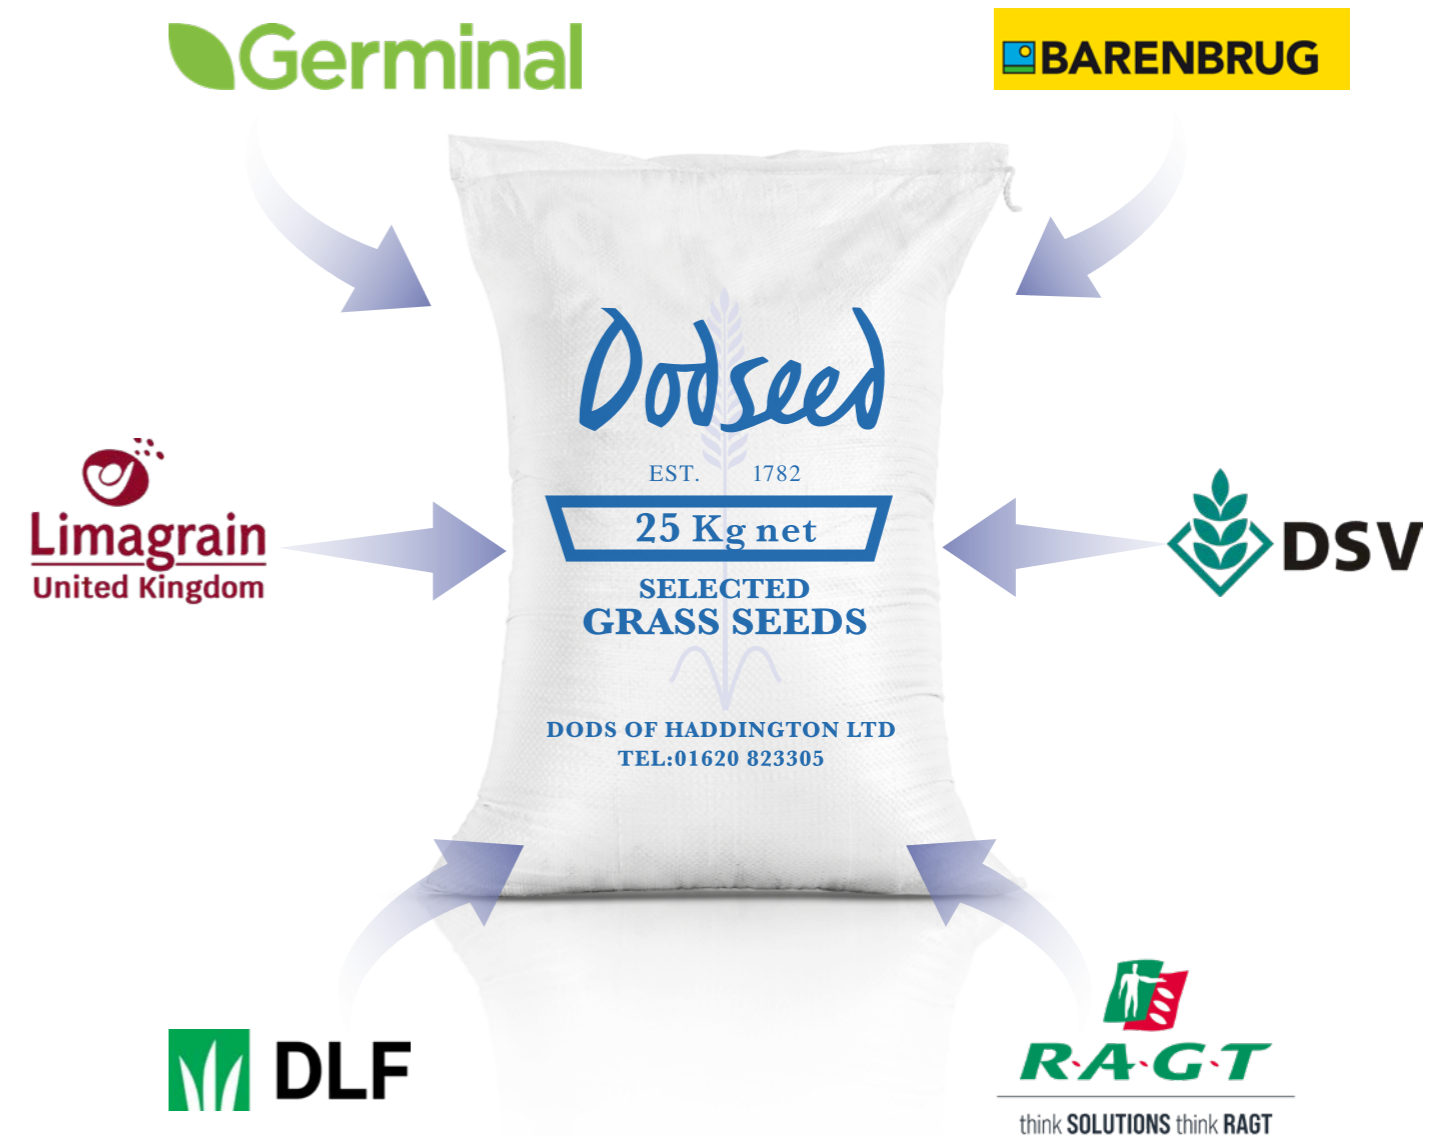 Germinal
BARENBRUG
Dodseed
EST. 1782
25 Kg net
SELECTED
GRASS SEEDS
DODS OF HADDINGTON LTD
TEL:01620 823305
Limagrain
United Kingdom
DSV
DLF
R·A·G·T
think SOLUTIONS think RAGT